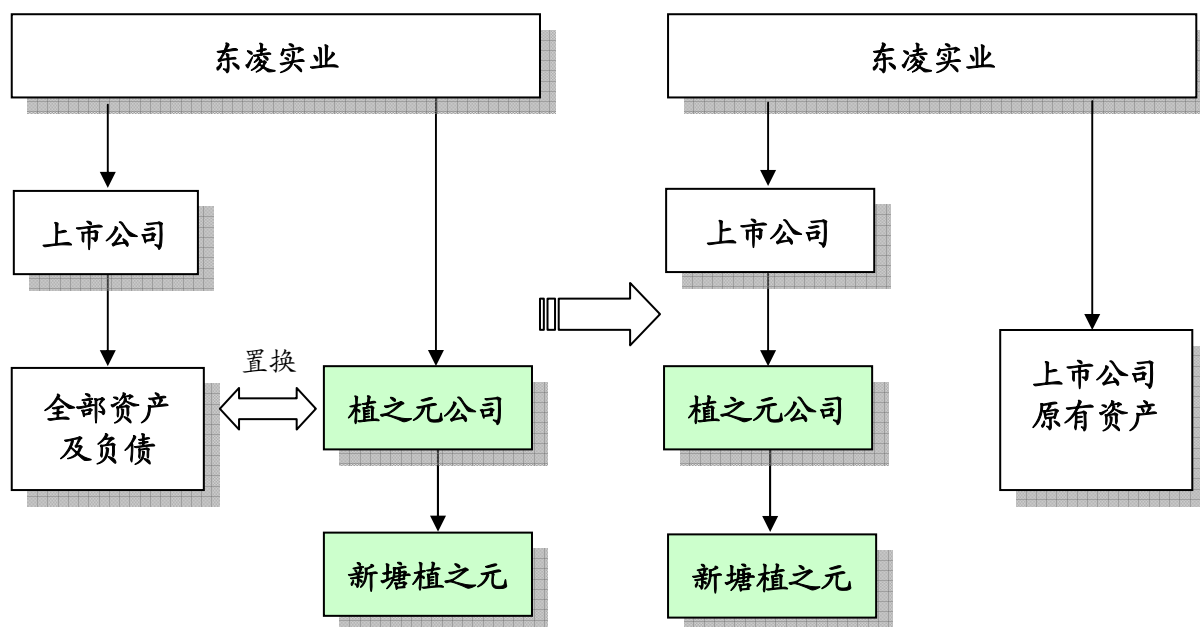 东凌实业
上市公司
全部资产
及负债
置换
植之元公司
新塘植之元
东凌实业
上市公司
植之元公司
新塘植之元
上市公司
原有资产